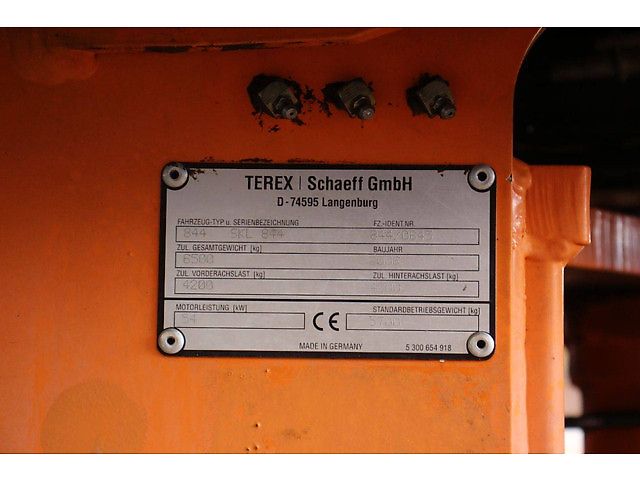 TEREX | Schaeff GmbH
D-74595 Langenburg
FAHRZEUG-TYP u. SERIENBEZEICHNUNG FZ.-IDENT.NR.
844 SKL 844
ZUL. GESAMTGEWICHT [kg] BAUJAHR
6500
ZUL. VORDERACHSLAST [kg] ZUL. HINTERACHSLAST [kg]
4200
MOTORLEISTUNG [kW] STANDARDBETRIEBSGEWICHT [kg]
54 CE
MADE IN GERMANY 5 300 654 918